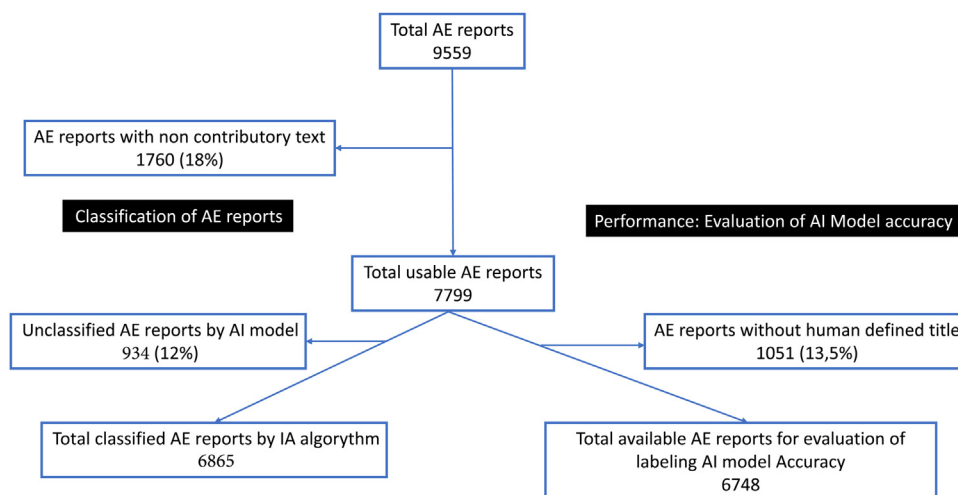 Total AE reports
9559
AE reports with non contributory text
1760 (18%)
Classification of AE reports
Performance: Evaluation of AI Model accuracy
Total usable AE reports
7799
Unclassified AE reports by AI model
934 (12%)
AE reports without human defined title
1051 (13,5%)
Total classified AE reports by IA algorythm
6865
Total available AE reports for evaluation of
labeling AI model Accuracy
6748